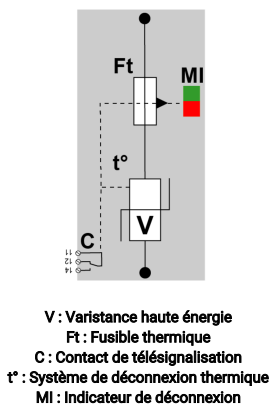 Ft
MI
t°
V
C
11
12
14
V : Varistance haute énergie
Ft : Fusible thermique
C : Contact de télésignalisation
t° : Système de déconnexion thermique
MI : Indicateur de déconnexion